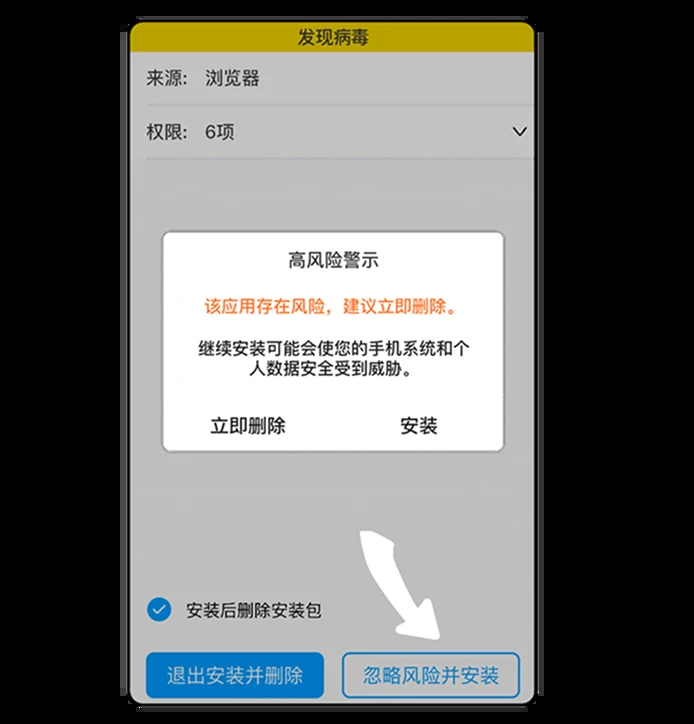 发现病毒
来源: 浏览器
权限: 6项
高风险警示
该应用存在风险，建议立即删除。
继续安装可能会使您的手机系统和个
人数据安全受到威胁。
立即删除 安装
安装后删除安装包
退出安装并删除 忽略风险并安装